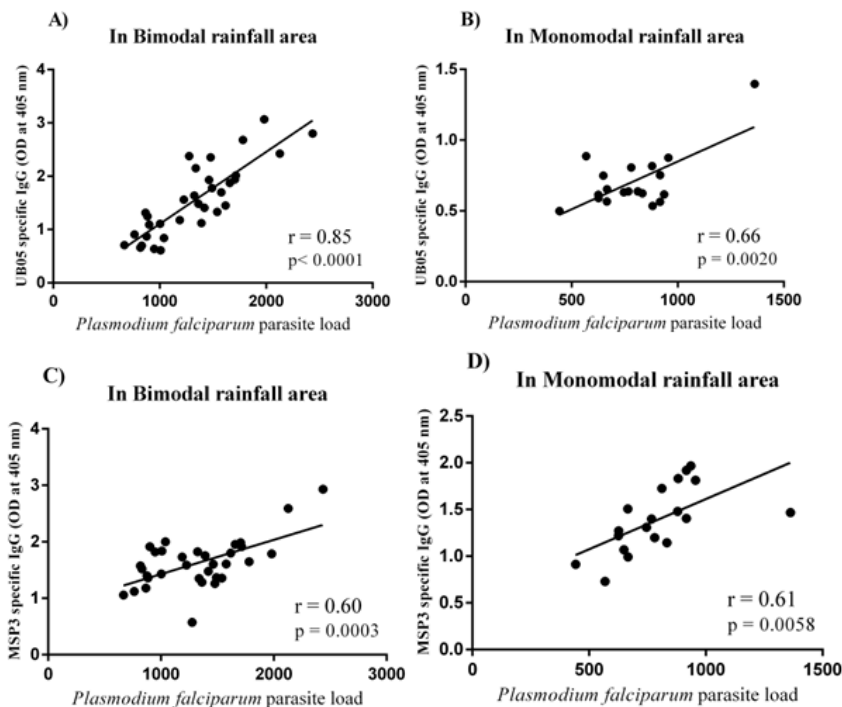 A)
In Bimodal rainfall area
UB05 specific IgG (OD at 405 nm)
4
3
2
1
0
0
1000
2000
3000
r = 0.85
p< 0.0001
Plasmodium falciparum parasite load
B)
In Monomodal rainfall area
UB05 specific IgG (OD at 405 nm)
1.5
1.0
0.5
0.0
0
500
1000
1500
r = 0.66
p = 0.0020
Plasmodium falciparum parasite load
C)
In Bimodal rainfall area
MSP3 specific IgG (OD at 405 nm)
4
3
2
1
0
0
1000
2000
3000
r = 0.60
p = 0.0003
Plasmodium falciparum parasite load
D)
In Monomodal rainfall area
MSP3 specific IgG (OD at 405 nm)
2.5
2.0
1.5
1.0
0.5
0.0
0
500
1000
1500
r = 0.61
p = 0.0058
Plasmodium falciparum parasite load